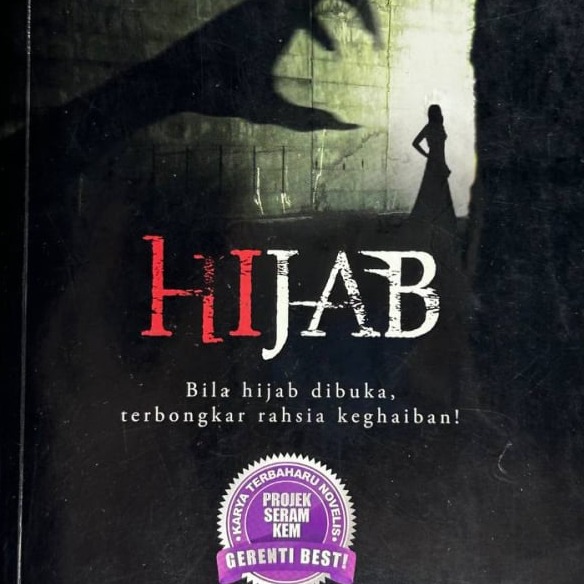 HIJAB
Bila hijab dibuka,
terbongkar rahsia keghaiban!
•KARYA TERBAHARU NOVELIS•
PROJEK
SERAM
KEM
GERENTI BEST!